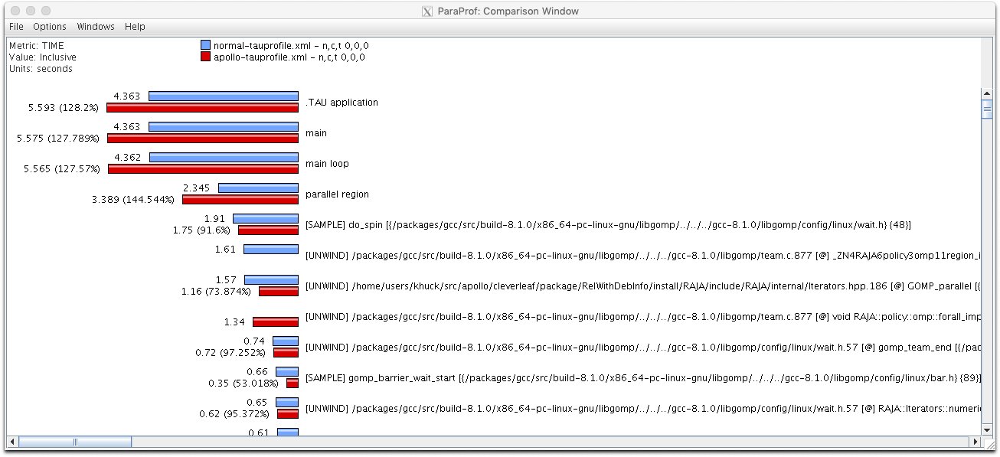 ParaProf: Comparison Window
File Options Windows Help
Metric: TIME
Value: Inclusive
Units: seconds
normal-tauprofile.xml - n,c,t 0,0,0
apollo-tauprofile.xml - n,c,t 0,0,0
4.363
5.593 (128.2%)
.TAU application
4.363
5.575 (127.789%)
main
4.362
5.565 (127.57%)
main loop
2.345
3.389 (144.544%)
parallel region
1.91
1.75 (91.6%)
[SAMPLE] do_spin [{/packages/gcc/src/build-8.1.0/x86_64-pc-linux-gnu/libgomp/../../../gcc-8.1.0/libgomp/config/linux/wait.h} {48}]
1.61
[UNWIND] /packages/gcc/src/build-8.1.0/x86_64-pc-linux-gnu/libgomp/../../../gcc-8.1.0/libgomp/team.c.877 [@] _ZN4RAJA6policy3omp11region_i
1.57
1.16 (73.874%)
[UNWIND] /home/users/khuck/src/apollo/cleverleaf/package/RelWithDebInfo/install/RAJA/include/RAJA/internal/Iterators.hpp.186 [@] GOMP_parallel [{
1.34
[UNWIND] /packages/gcc/src/build-8.1.0/x86_64-pc-linux-gnu/libgomp/../../../gcc-8.1.0/libgomp/team.c.877 [@] void RAJA::policy::omp::forall_imp
0.74
0.72 (97.252%)
[UNWIND] /packages/gcc/src/build-8.1.0/x86_64-pc-linux-gnu/libgomp/../../../gcc-8.1.0/libgomp/config/linux/wait.h.57 [@] gomp_team_end [{/pac
0.66
0.35 (53.018%)
[SAMPLE] gomp_barrier_wait_start [{/packages/gcc/src/build-8.1.0/x86_64-pc-linux-gnu/libgomp/../../../gcc-8.1.0/libgomp/config/linux/bar.h} {89}]
0.65
0.62 (95.372%)
[UNWIND] /packages/gcc/src/build-8.1.0/x86_64-pc-linux-gnu/libgomp/../../../gcc-8.1.0/libgomp/config/linux/wait.h.57 [@] RAJA::Iterators::numeri
0.61